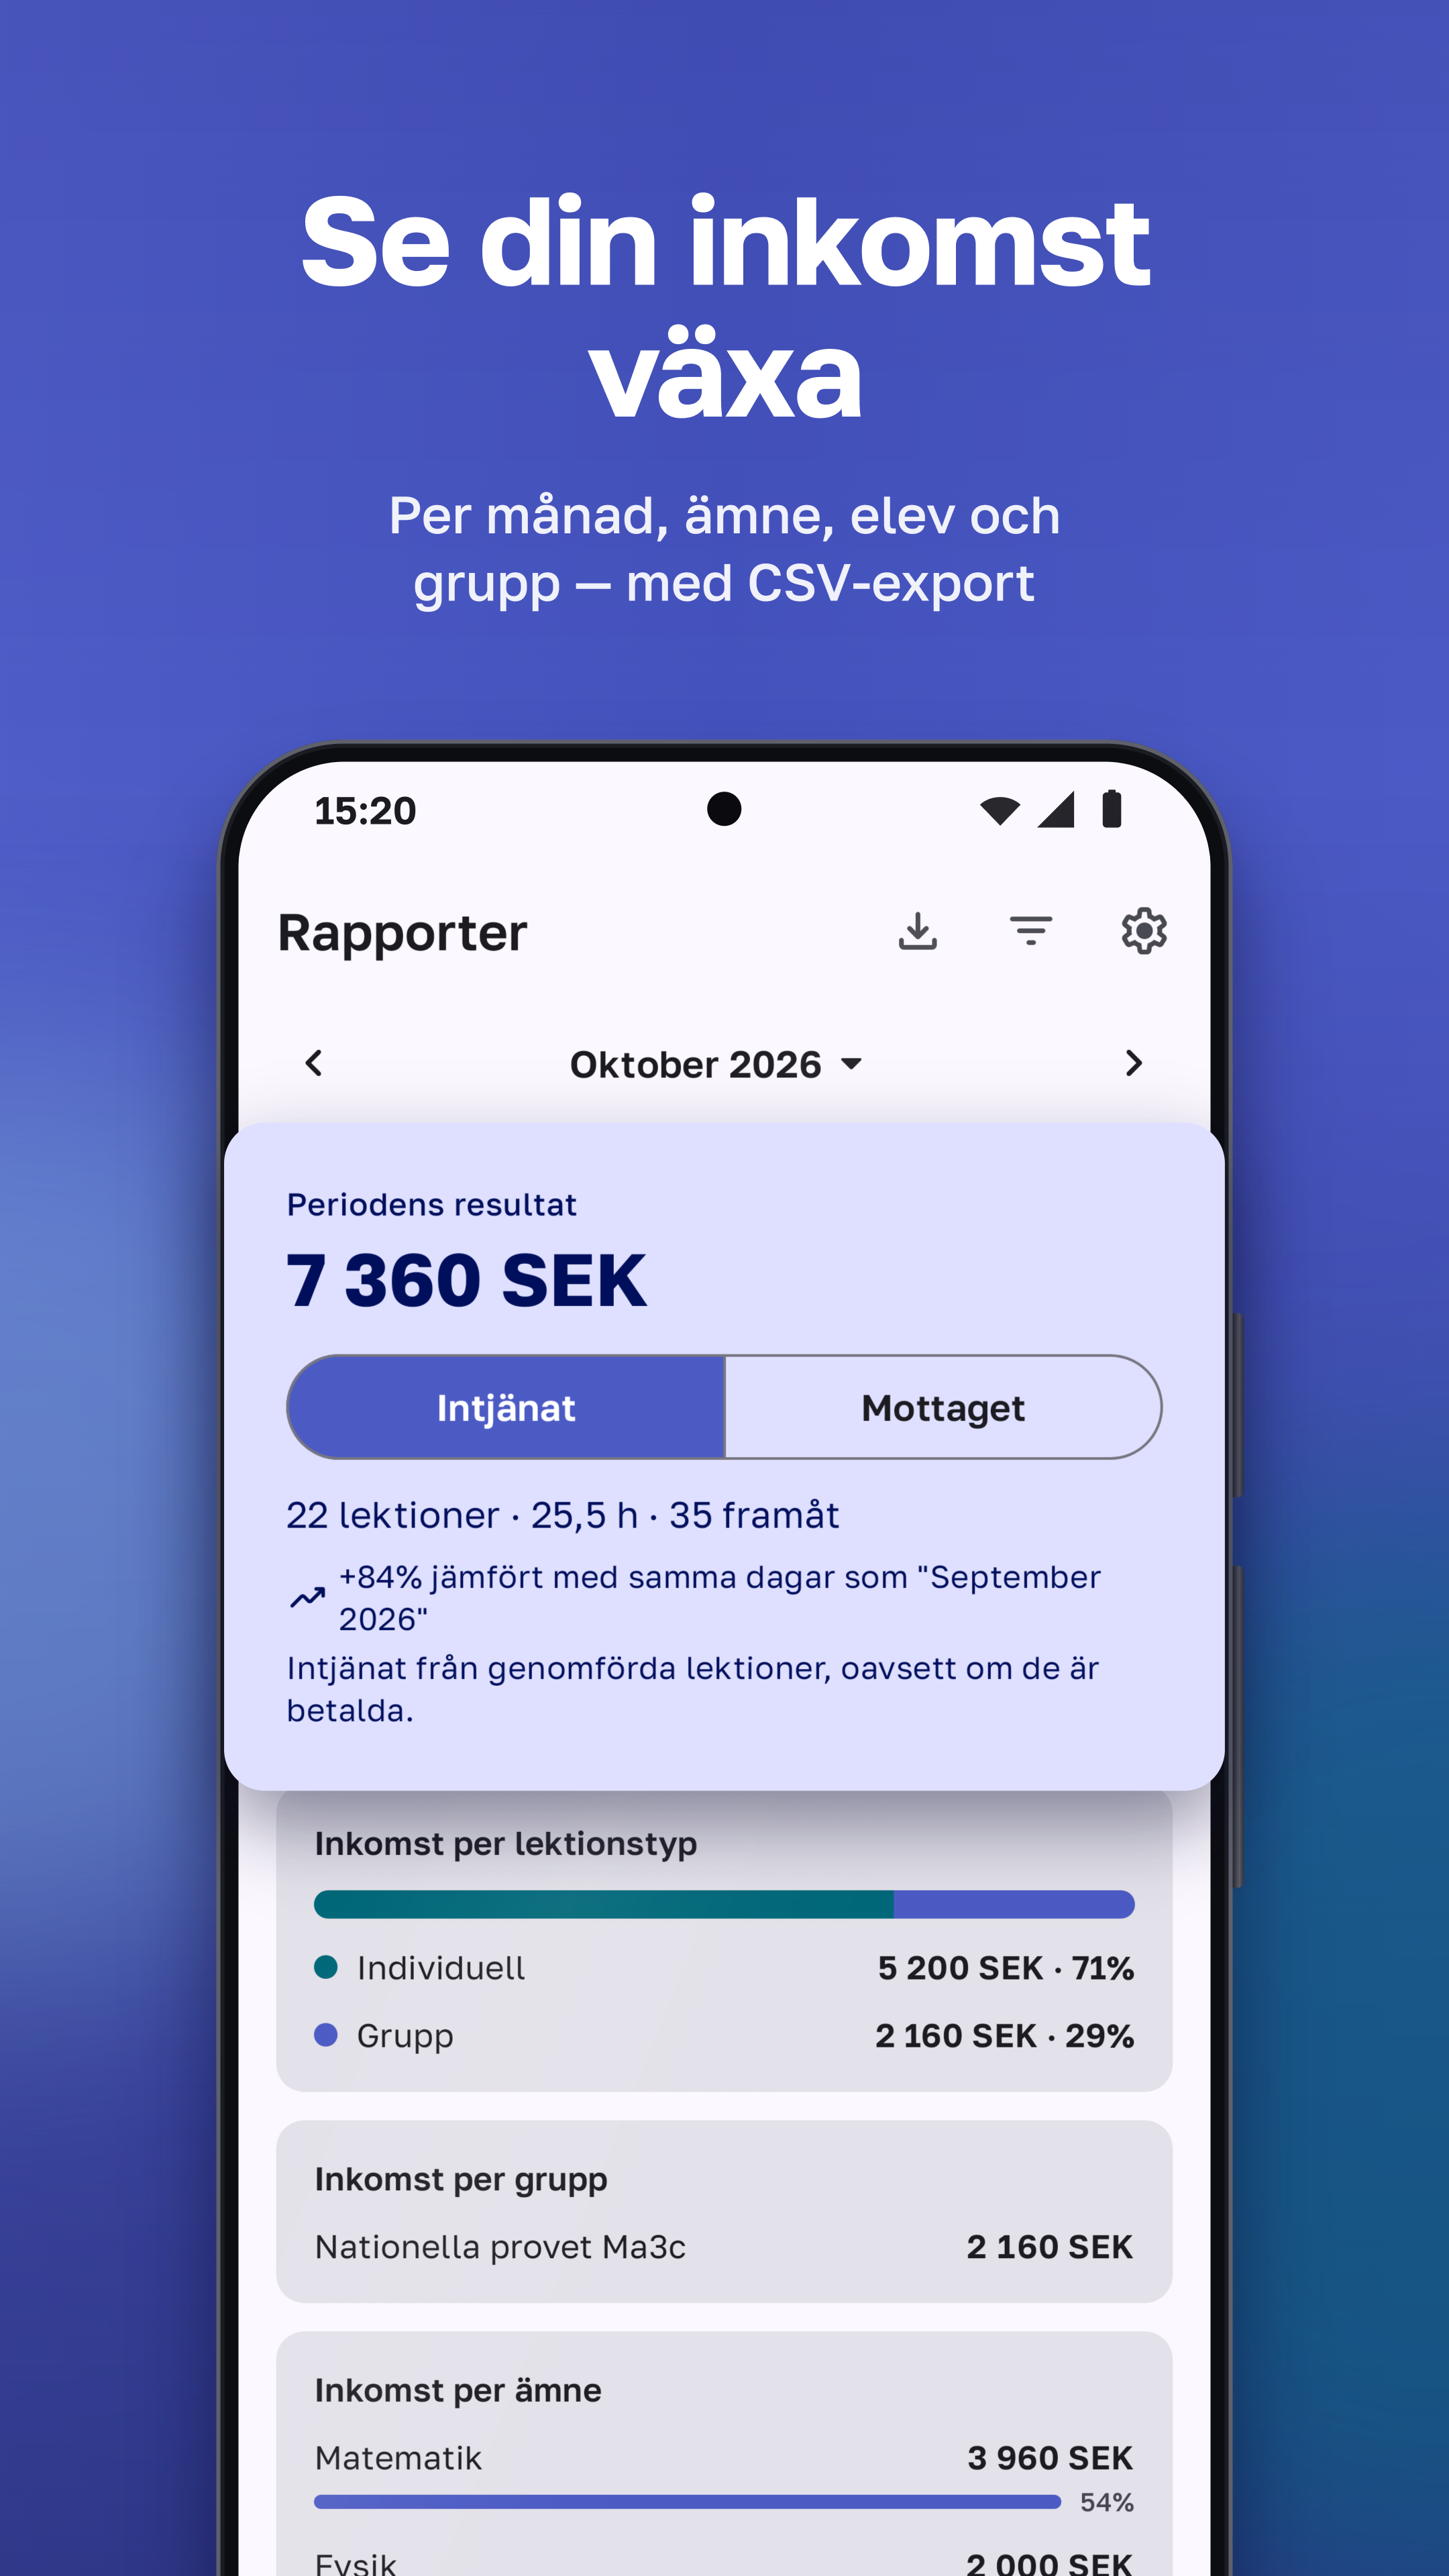 Se din inkomst
växa
Per månad, ämne, elev och
grupp — med CSV-export
15:20
Rapporter
Oktober 2026
Periodens resultat
7 360 SEK
Intjänat
Mottaget
22 lektioner · 25,5 h · 35 framåt
+84% jämfört med samma dagar som "September
2026"
Intjänat från genomförda lektioner, oavsett om de är
betalda.
Inkomst per lektionstyp
Individuell 5 200 SEK · 71%
Grupp 2 160 SEK · 29%
Inkomst per grupp
Nationella provet Ma3c 2 160 SEK
Inkomst per ämne
Matematik 3 960 SEK
54%
Fysik 2 000 SEK